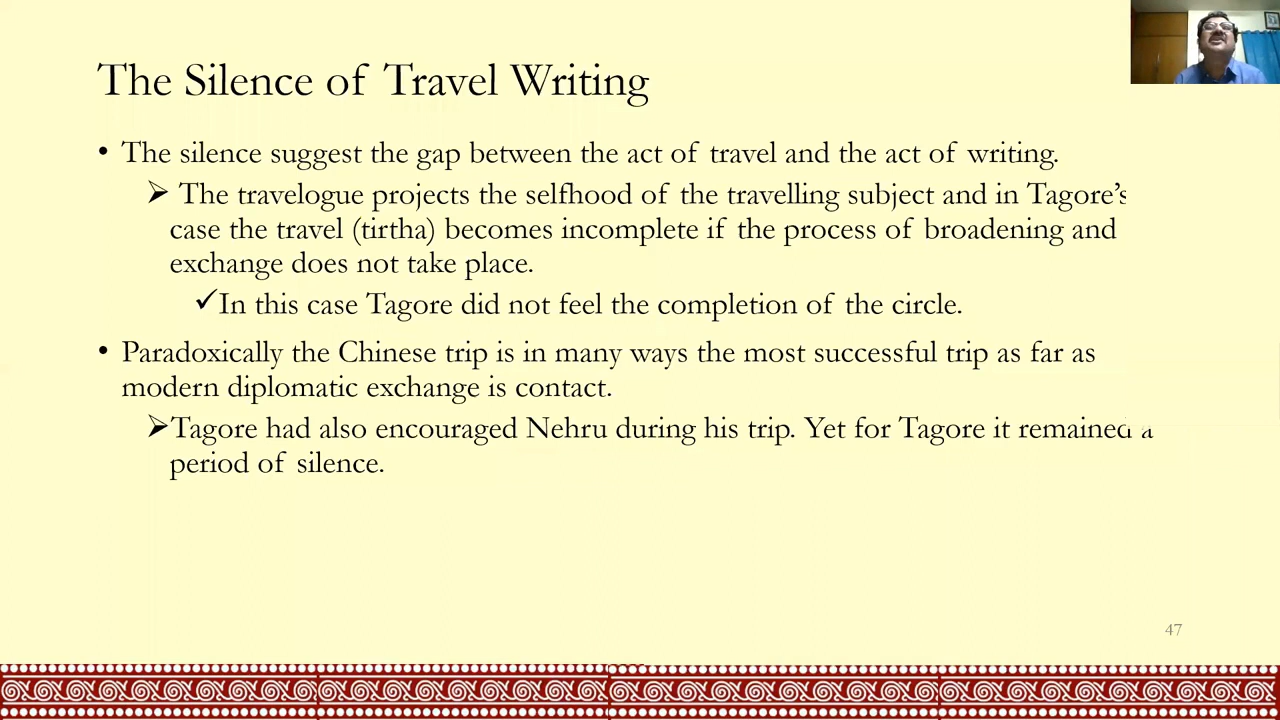 The Silence of Travel Writing
• The silence suggest the gap between the act of travel and the act of writing.
➢ The travelogue projects the selfhood of the travelling subject and in Tagore's
case the travel (tirtha) becomes incomplete if the process of broadening and
exchange does not take place.
✓In this case Tagore did not feel the completion of the circle.
• Paradoxically the Chinese trip is in many ways the most successful trip as far as
modern diplomatic exchange is contact.
➢Tagore had also encouraged Nehru during his trip. Yet for Tagore it remained a
period of silence.
47